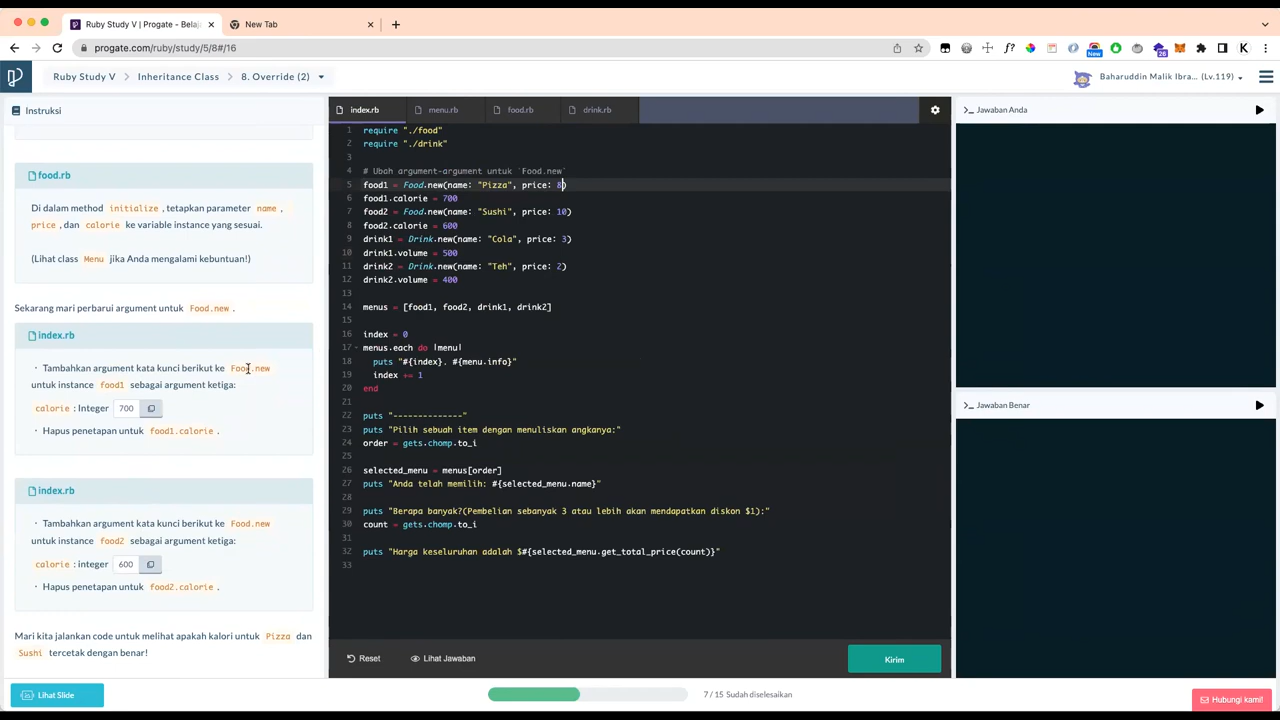 Ruby Study V | Progate - Belaj
New Tab
progate.com/ruby/study/5/8#/16
New
26
K
Ruby Study V
Inheritance Class
8. Override (2)
Baharuddin Malik Ibra... (Lv.119)
Instruksi
food.rb
Di dalam method initialize, tetapkan parameter name,
price, dan calorie ke variable instance yang sesuai.
(Lihat class Menu jika Anda mengalami kebuntuan!)
Sekarang mari perbarui argument untuk Food.new.
index.rb
· Tambahkan argument kata kunci berikut ke Food.new
untuk instance food1 sebagai argument ketiga:
calorie : Integer 700
· Hapus penetapan untuk food1.calorie.
index.rb
· Tambahkan argument kata kunci berikut ke Food.new
untuk instance food2 sebagai argument ketiga:
calorie : integer 600
· Hapus penetapan untuk food2.calorie.
Mari kita jalankan code untuk melihat apakah kalori untuk Pizza dan
Sushi tercetak dengan benar!
Lihat Slide
index.rb
menu.rb
food.rb
drink.rb
1 require "./food"
2 require "./drink"
3
4 # Ubah argument-argument untuk `Food.new`
5 food1 = Food.new(name: "Pizza", price: 8)
6 food1.calorie = 700
7 food2 = Food.new(name: "Sushi", price: 10)
8 food2.calorie = 600
9 drink1 = Drink.new(name: "Cola", price: 3)
10 drink1.volume = 500
11 drink2 = Drink.new(name: "Teh", price: 2)
12 drink2.volume = 400
13
14 menus = [food1, food2, drink1, drink2]
15
16 index = 0
17 menus.each do |menu|
18 puts "#{index}. #{menu.info}"
19 index += 1
20 end
21
22 puts "--------------"
23 puts "Pilih sebuah item dengan menuliskan angkanya:"
24 order = gets.chomp.to_i
25
26 selected_menu = menus[order]
27 puts "Anda telah memilih: #{selected_menu.name}"
28
29 puts "Berapa banyak?(Pembelian sebanyak 3 atau lebih akan mendapatkan diskon $1):"
30 count = gets.chomp.to_i
31
32 puts "Harga keseluruhan adalah $#{selected_menu.get_total_price(count)}"
33
Reset
Lihat Jawaban
Kirim
7 / 15 Sudah diselesaikan
Jawaban Anda
Jawaban Benar
Hubungi kami!